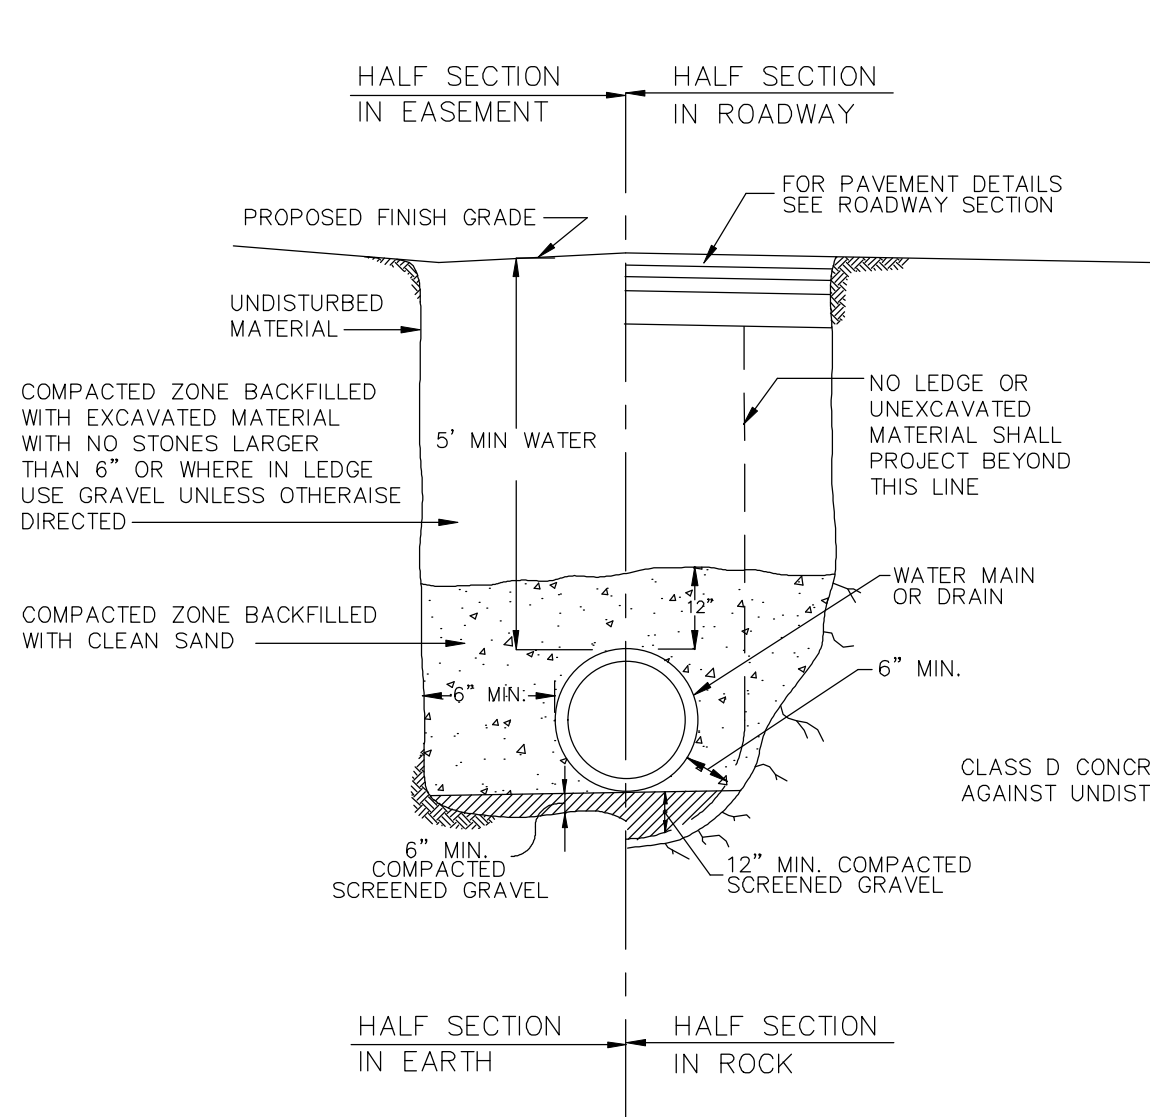 HALF SECTION
IN EASEMENT
HALF SECTION
IN ROADWAY
FOR PAVEMENT DETAILS
SEE ROADWAY SECTION
PROPOSED FINISH GRADE
UNDISTURBED
MATERIAL
COMPACTED ZONE BACKFILLED
WITH EXCAVATED MATERIAL
WITH NO STONES LARGER
THAN 6" OR WHERE IN LEDGE
USE GRAVEL UNLESS OTHERAISE
DIRECTED
5' MIN WATER
NO LEDGE OR
UNEXCAVATED
MATERIAL SHALL
PROJECT BEYOND
THIS LINE
WATER MAIN
OR DRAIN
12"
COMPACTED ZONE BACKFILLED
WITH CLEAN SAND
6" MIN.
6" MIN.
CLASS D CONCR
AGAINST UNDIST
6" MIN.
COMPACTED
SCREENED GRAVEL
12" MIN. COMPACTED
SCREENED GRAVEL
HALF SECTION
IN EARTH
HALF SECTION
IN ROCK